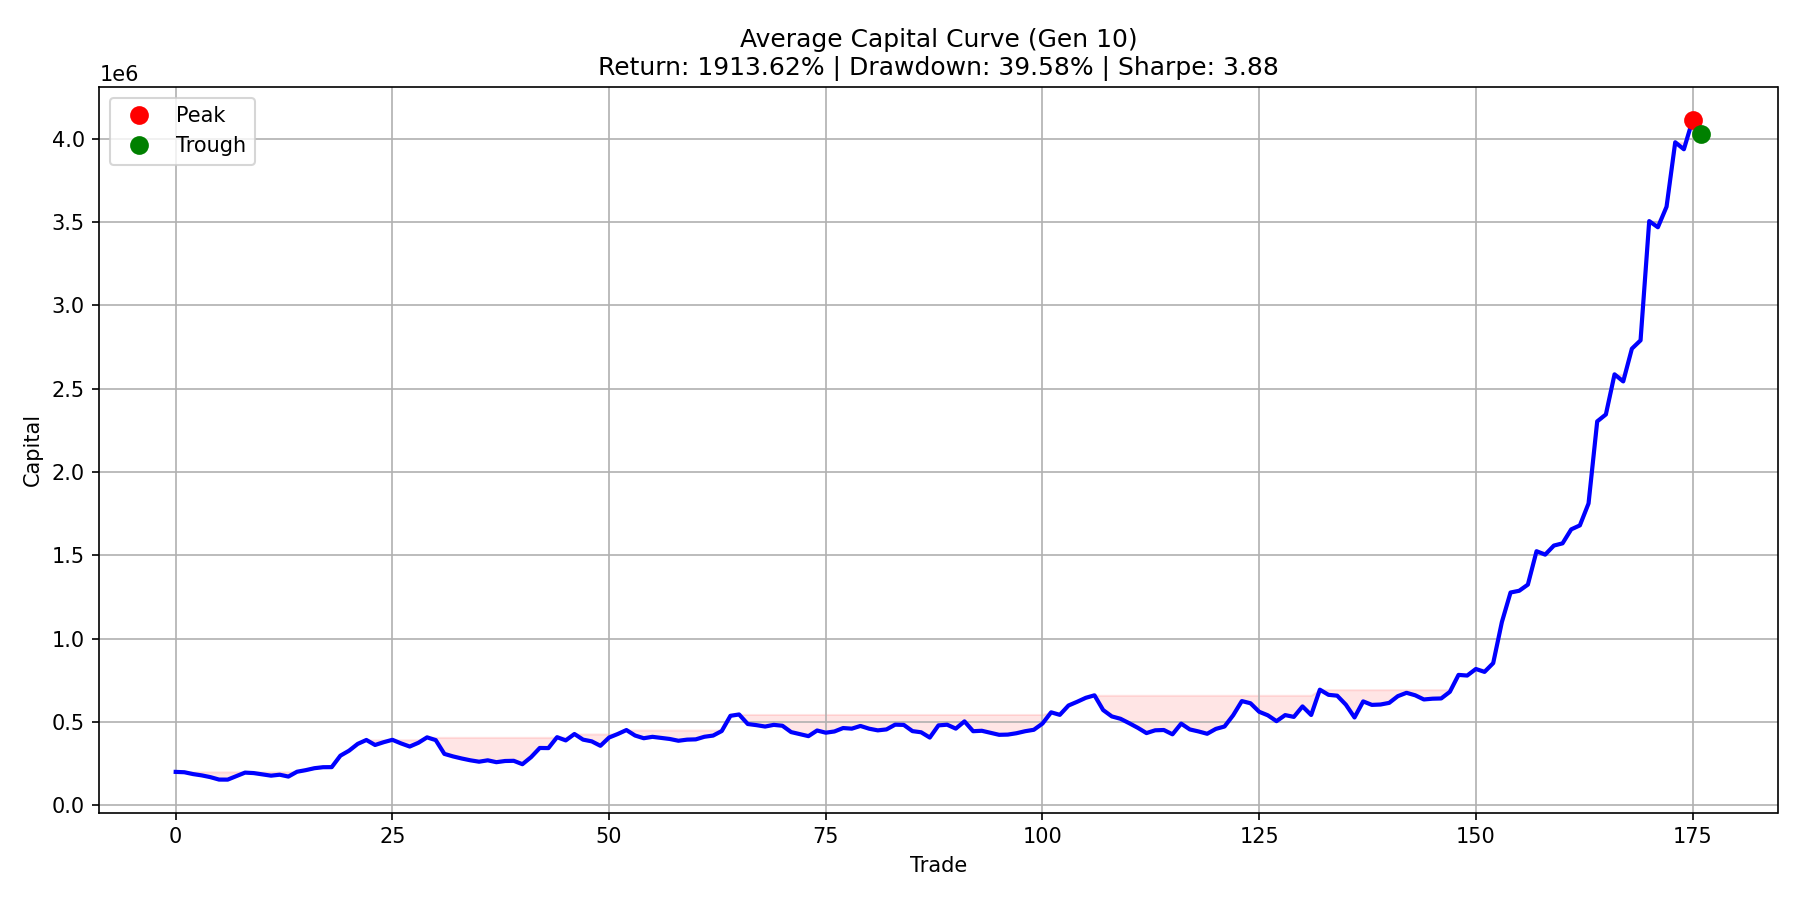 Average Capital Curve (Gen 10)
Return: 1913.62% | Drawdown: 39.58% | Sharpe: 3.88
1e6
Peak
Trough
4.0
3.5
3.0
2.5
2.0
1.5
1.0
0.5
0.0
Capital
0 25 50 75 100 125 150 175
Trade